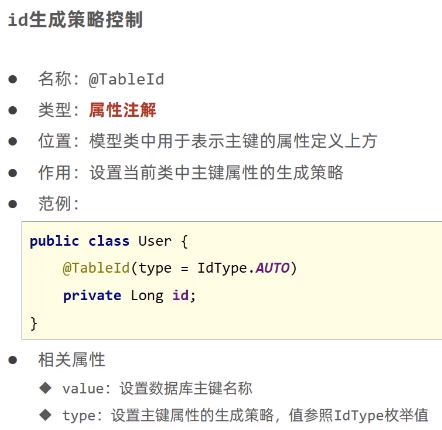 id生成策略控制
● 名称：@TableId
● 类型：属性注解
● 位置：模型类中用于表示主键的属性定义上方
● 作用：设置当前类中主键属性的生成策略
● 范例：
public class User {
@TableId(type = IdType.AUTO)
private Long id;
}
● 相关属性
◆ value：设置数据库主键名称
◆ type：设置主键属性的生成策略，值参照IdType枚举值